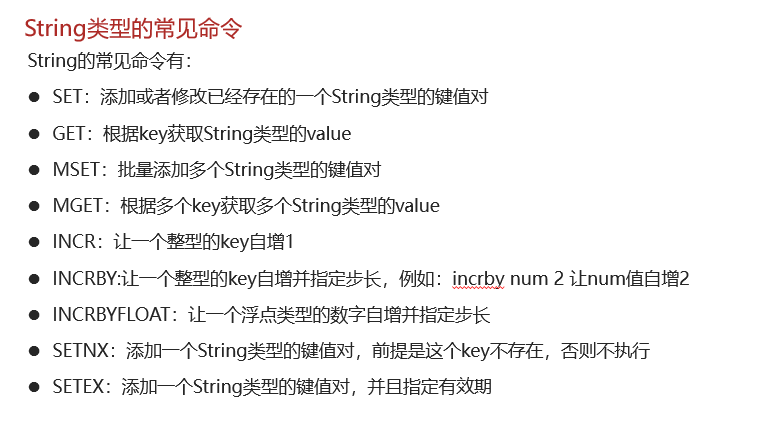 String类型的常见命令
String的常见命令有：
● SET：添加或者修改已经存在的一个String类型的键值对
● GET：根据key获取String类型的value
● MSET：批量添加多个String类型的键值对
● MGET：根据多个key获取多个String类型的value
● INCR：让一个整型的key自增1
● INCRBY:让一个整型的key自增并指定步长，例如：incrby num 2 让num值自增2
● INCRBYFLOAT：让一个浮点类型的数字自增并指定步长
● SETNX：添加一个String类型的键值对，前提是这个key不存在，否则不执行
● SETEX：添加一个String类型的键值对，并且指定有效期